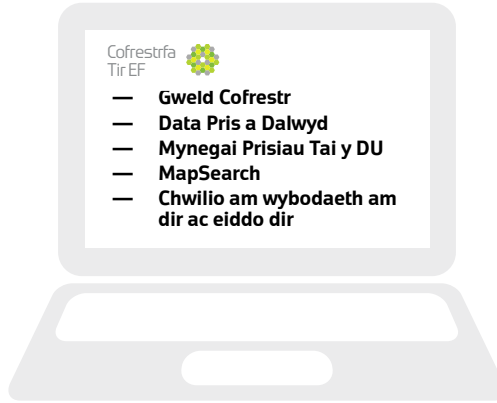 Cofrestrfa
Tir EF
— Gweld Cofrestr
— Data Pris a Dalwyd
— Mynegai Prisiau Tai y DU
— MapSearch
— Chwilio am wybodaeth am
dir ac eiddo dir